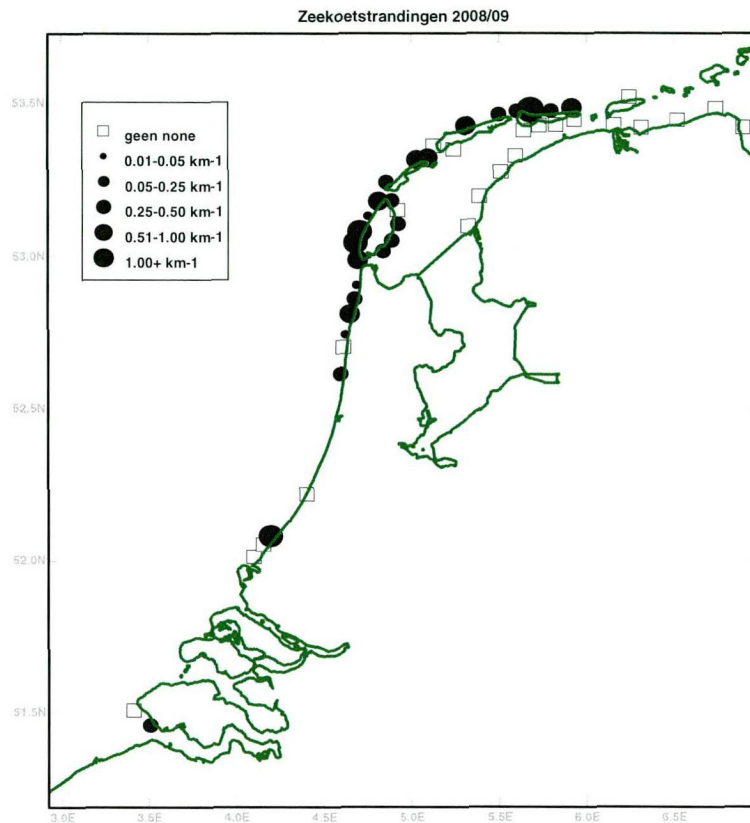 Zeekoetstrandingen 2008/09
geen none
0.01-0.05 km-1
0.05-0.25 km-1
0.25-0.50 km-1
0.51-1.00 km-1
1.00+ km-1
53.5N
53.0N
52.5N
52.0N
51.5N
3.0E 3.5E 4.0E 4.5E 5.0E 5.5E 6.0E 6.5E